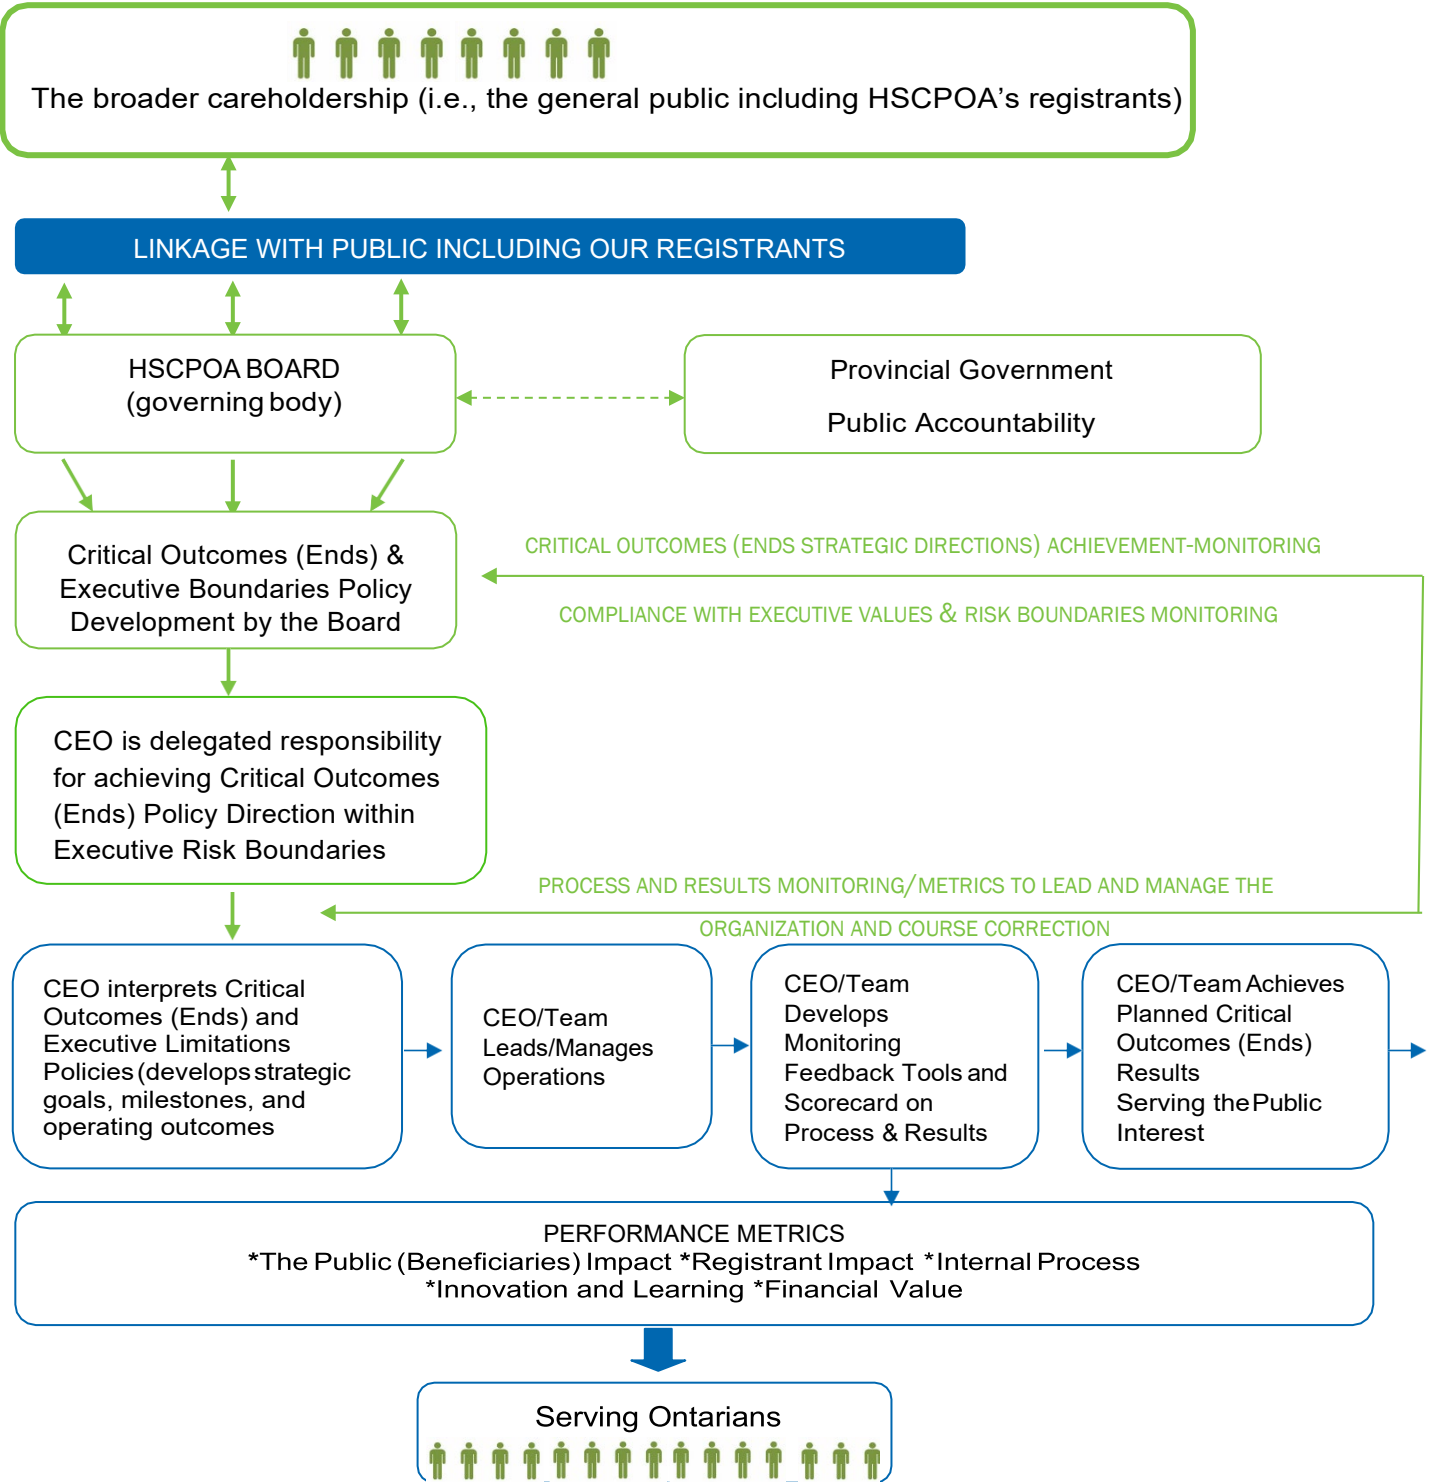 The broader careholdership (i.e., the general public including HSCPOA's registrants)
LINKAGE WITH PUBLIC INCLUDING OUR REGISTRANTS
HSCPOA BOARD
(governing body)
Provincial Government
Public Accountability
Critical Outcomes (Ends) &
Executive Boundaries Policy
Development by the Board
CRITICAL OUTCOMES (ENDS STRATEGIC DIRECTIONS) ACHIEVEMENT-MONITORING
COMPLIANCE WITH EXECUTIVE VALUES & RISK BOUNDARIES MONITORING
CEO is delegated responsibility
for achieving Critical Outcomes
(Ends) Policy Direction within
Executive Risk Boundaries
PROCESS AND RESULTS MONITORING/METRICS TO LEAD AND MANAGE THE
ORGANIZATION AND COURSE CORRECTION
CEO interprets Critical
Outcomes (Ends) and
Executive Limitations
Policies (develops strategic
goals, milestones, and
operating outcomes
CEO/Team
Leads/Manages
Operations
CEO/Team
Develops
Monitoring
Feedback Tools and
Scorecard on
Process & Results
CEO/Team Achieves
Planned Critical
Outcomes (Ends)
Results
Serving the Public
Interest
PERFORMANCE METRICS
*The Public (Beneficiaries) Impact *Registrant Impact *Internal Process
*Innovation and Learning *Financial Value
Serving Ontarians